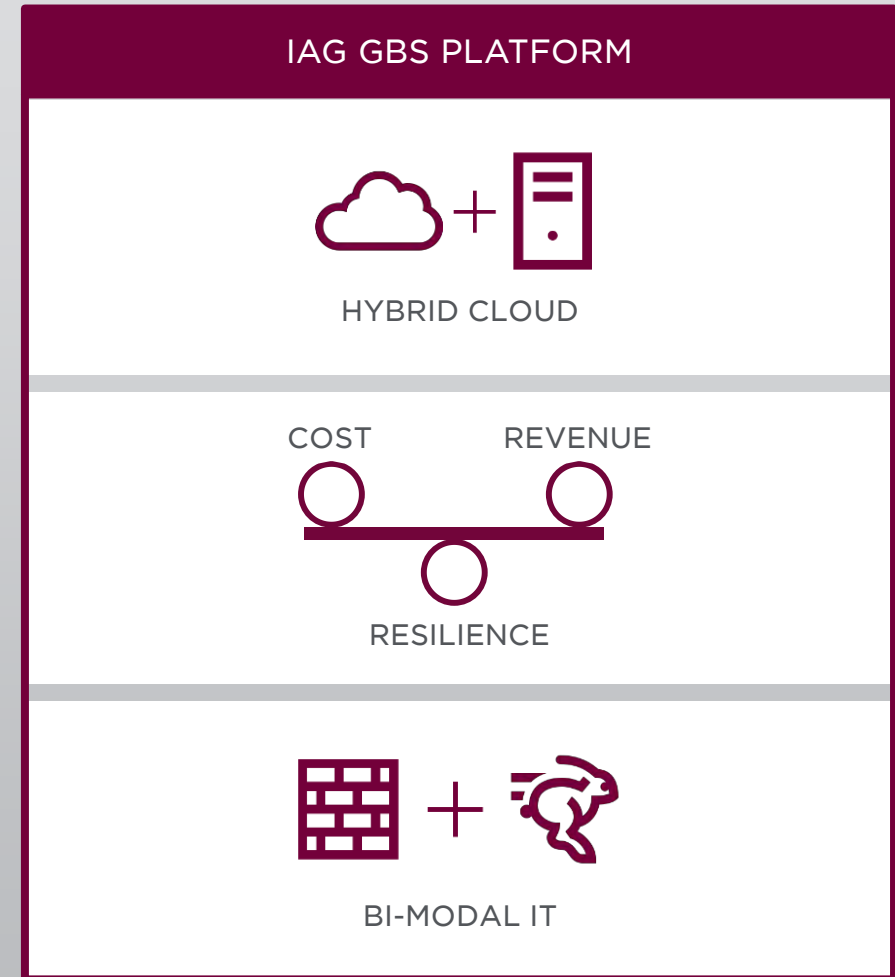 IAG GBS PLATFORM
HYBRID CLOUD
COST REVENUE
RESILIENCE
BI-MODAL IT